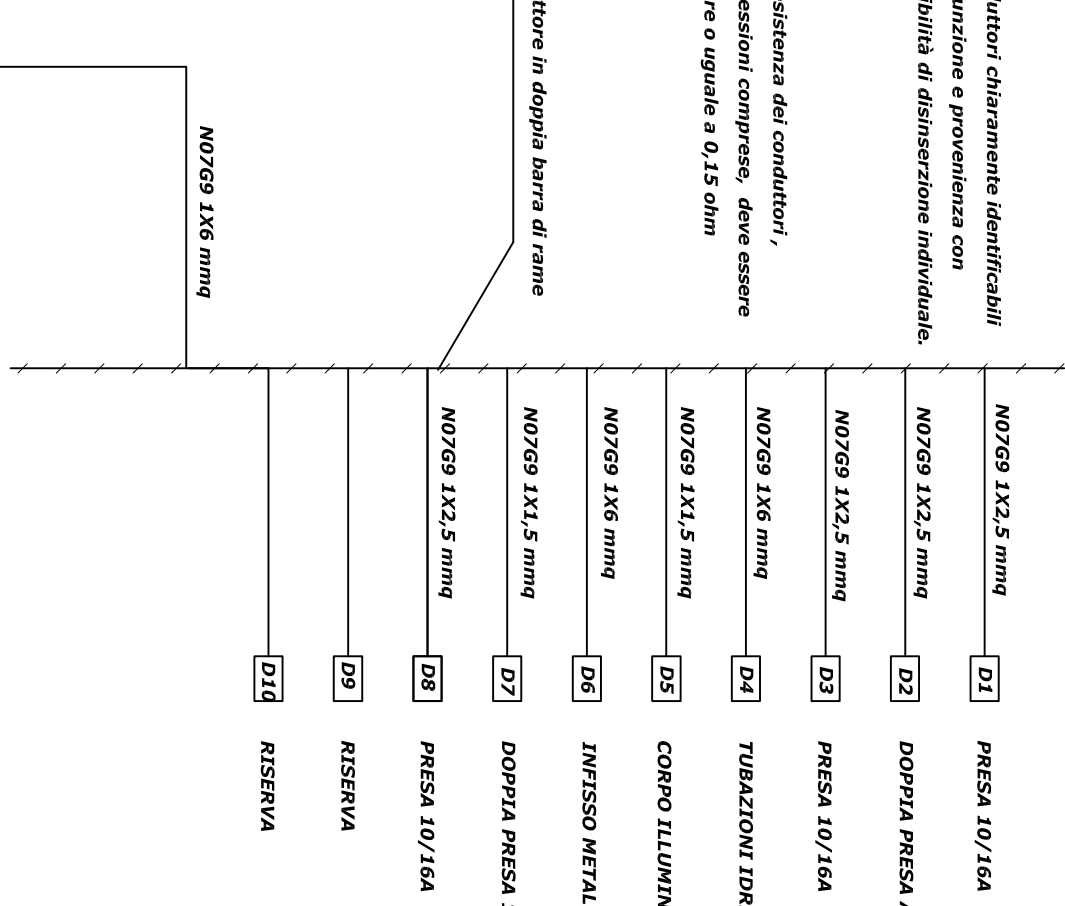 uttori chiaramente identificabili
unzione e provenienza con
ibilità di disinserzione individuale.
sistenza dei conduttori ,
essioni comprese, deve essere
re o uguale a 0,15 ohm
ttore in doppia barra di rame
N07G9 1X6 mmq
N07G9 1X2,5 mmq D1 PRESA 10/16A
N07G9 1X2,5 mmq D2 DOPPIA PRESA
N07G9 1X2,5 mmq D3 PRESA 10/16A
N07G9 1X6 mmq D4 TUBAZIONI IDR
N07G9 1X1,5 mmq D5 CORPO ILLUMIN
N07G9 1X6 mmq D6 INFISSO METAL
N07G9 1X1,5 mmq D7 DOPPIA PRESA
N07G9 1X2,5 mmq D8 PRESA 10/16A
D9 RISERVA
D10 RISERVA